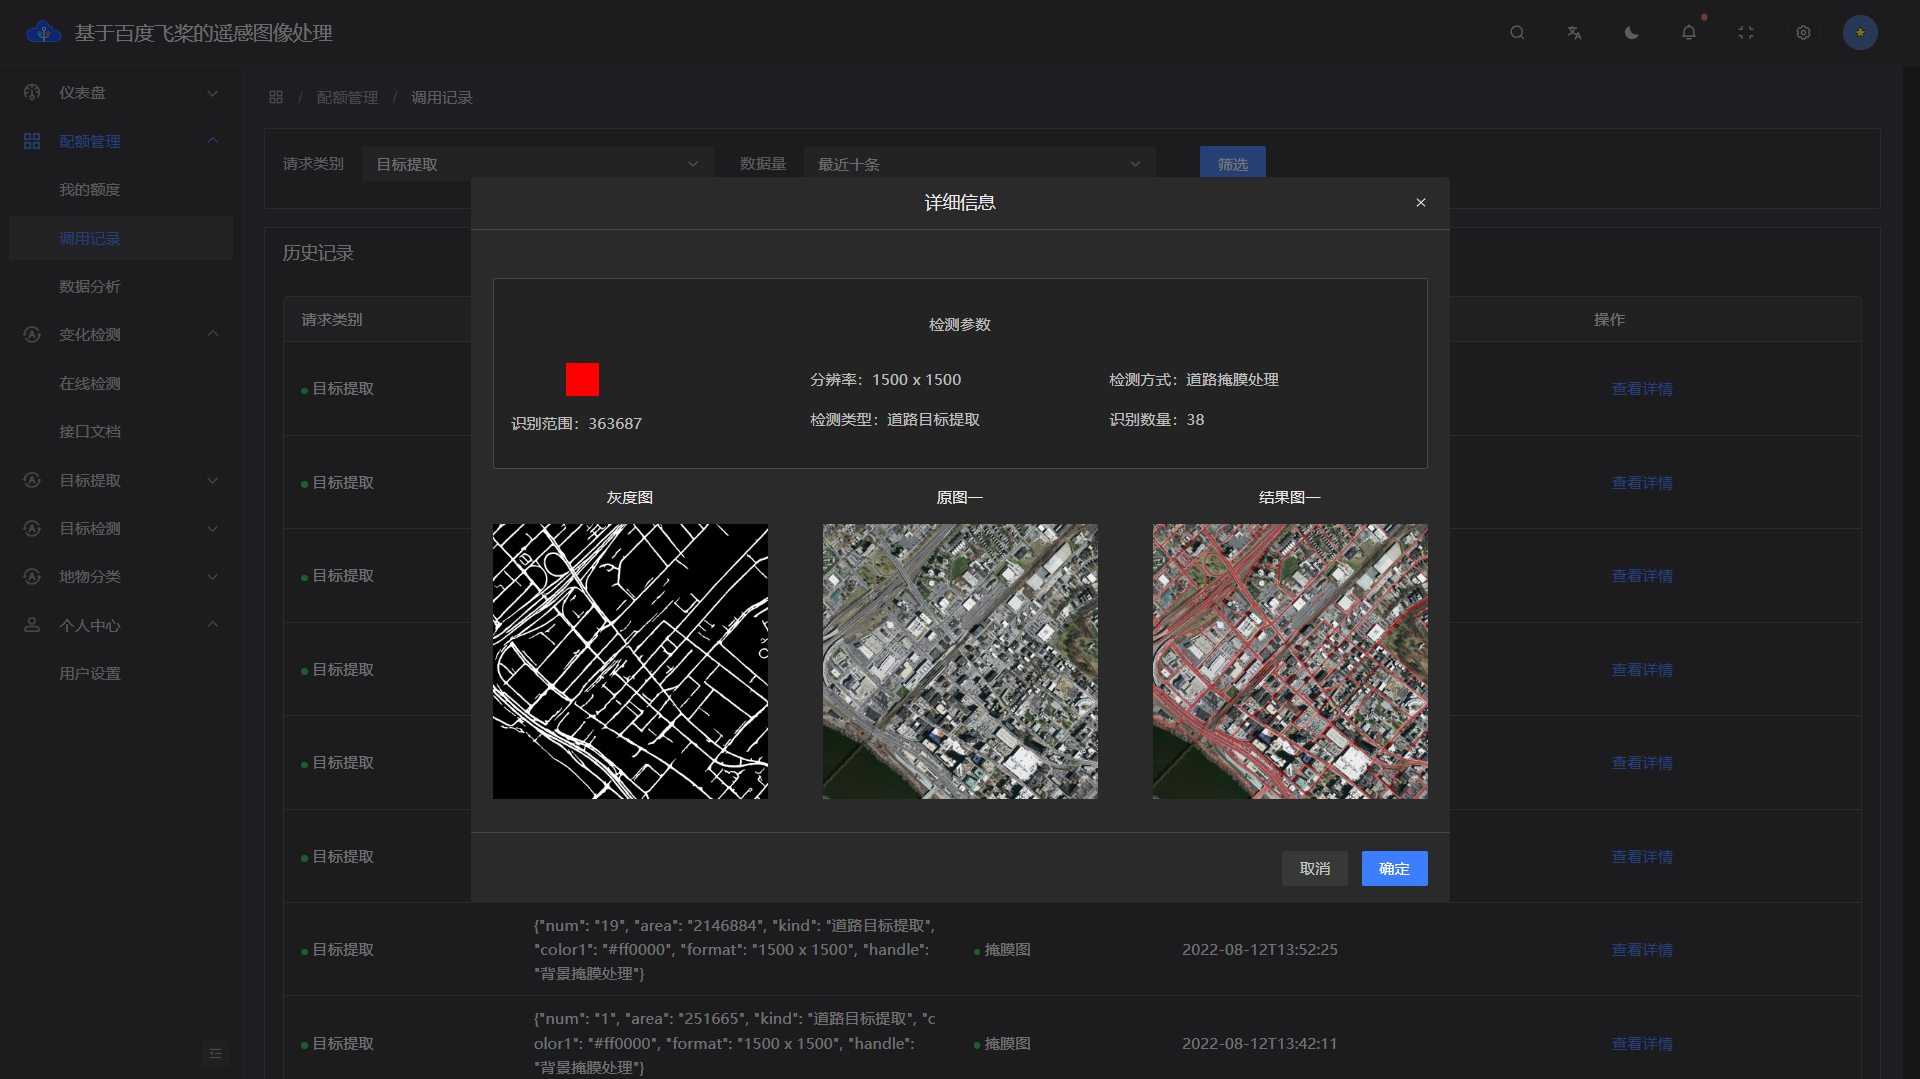 基于百度飞桨的遥感图像处理
仪表盘
配额管理
我的额度
调用记录
数据分析
变化检测
在线检测
接口文档
目标提取
目标检测
地物分类
个人中心
用户设置
/ 配额管理 / 调用记录
请求类别 目标提取 数据量 最近十条 筛选
历史记录
请求类别 操作
目标提取 查看详情
目标提取 查看详情
目标提取 查看详情
目标提取 查看详情
目标提取 查看详情
目标提取 查看详情
目标提取 {"num": "19", "area": "2146884", "kind": "道路目标提取",
"color1": "#ff0000", "format": "1500 x 1500", "handle":
"背景掩膜处理"} 掩膜图 2022-08-12T13:52:25 查看详情
目标提取 {"num": "1", "area": "251665", "kind": "道路目标提取", "c
olor1": "#ff0000", "format": "1500 x 1500", "handle":
"背景掩膜处理"} 掩膜图 2022-08-12T13:42:11 查看详情
详细信息
检测参数
识别范围：363687
分辨率：1500 x 1500
检测方式：道路掩膜处理
检测类型：道路目标提取
识别数量：38
灰度图 原图一 结果图一
取消 确定